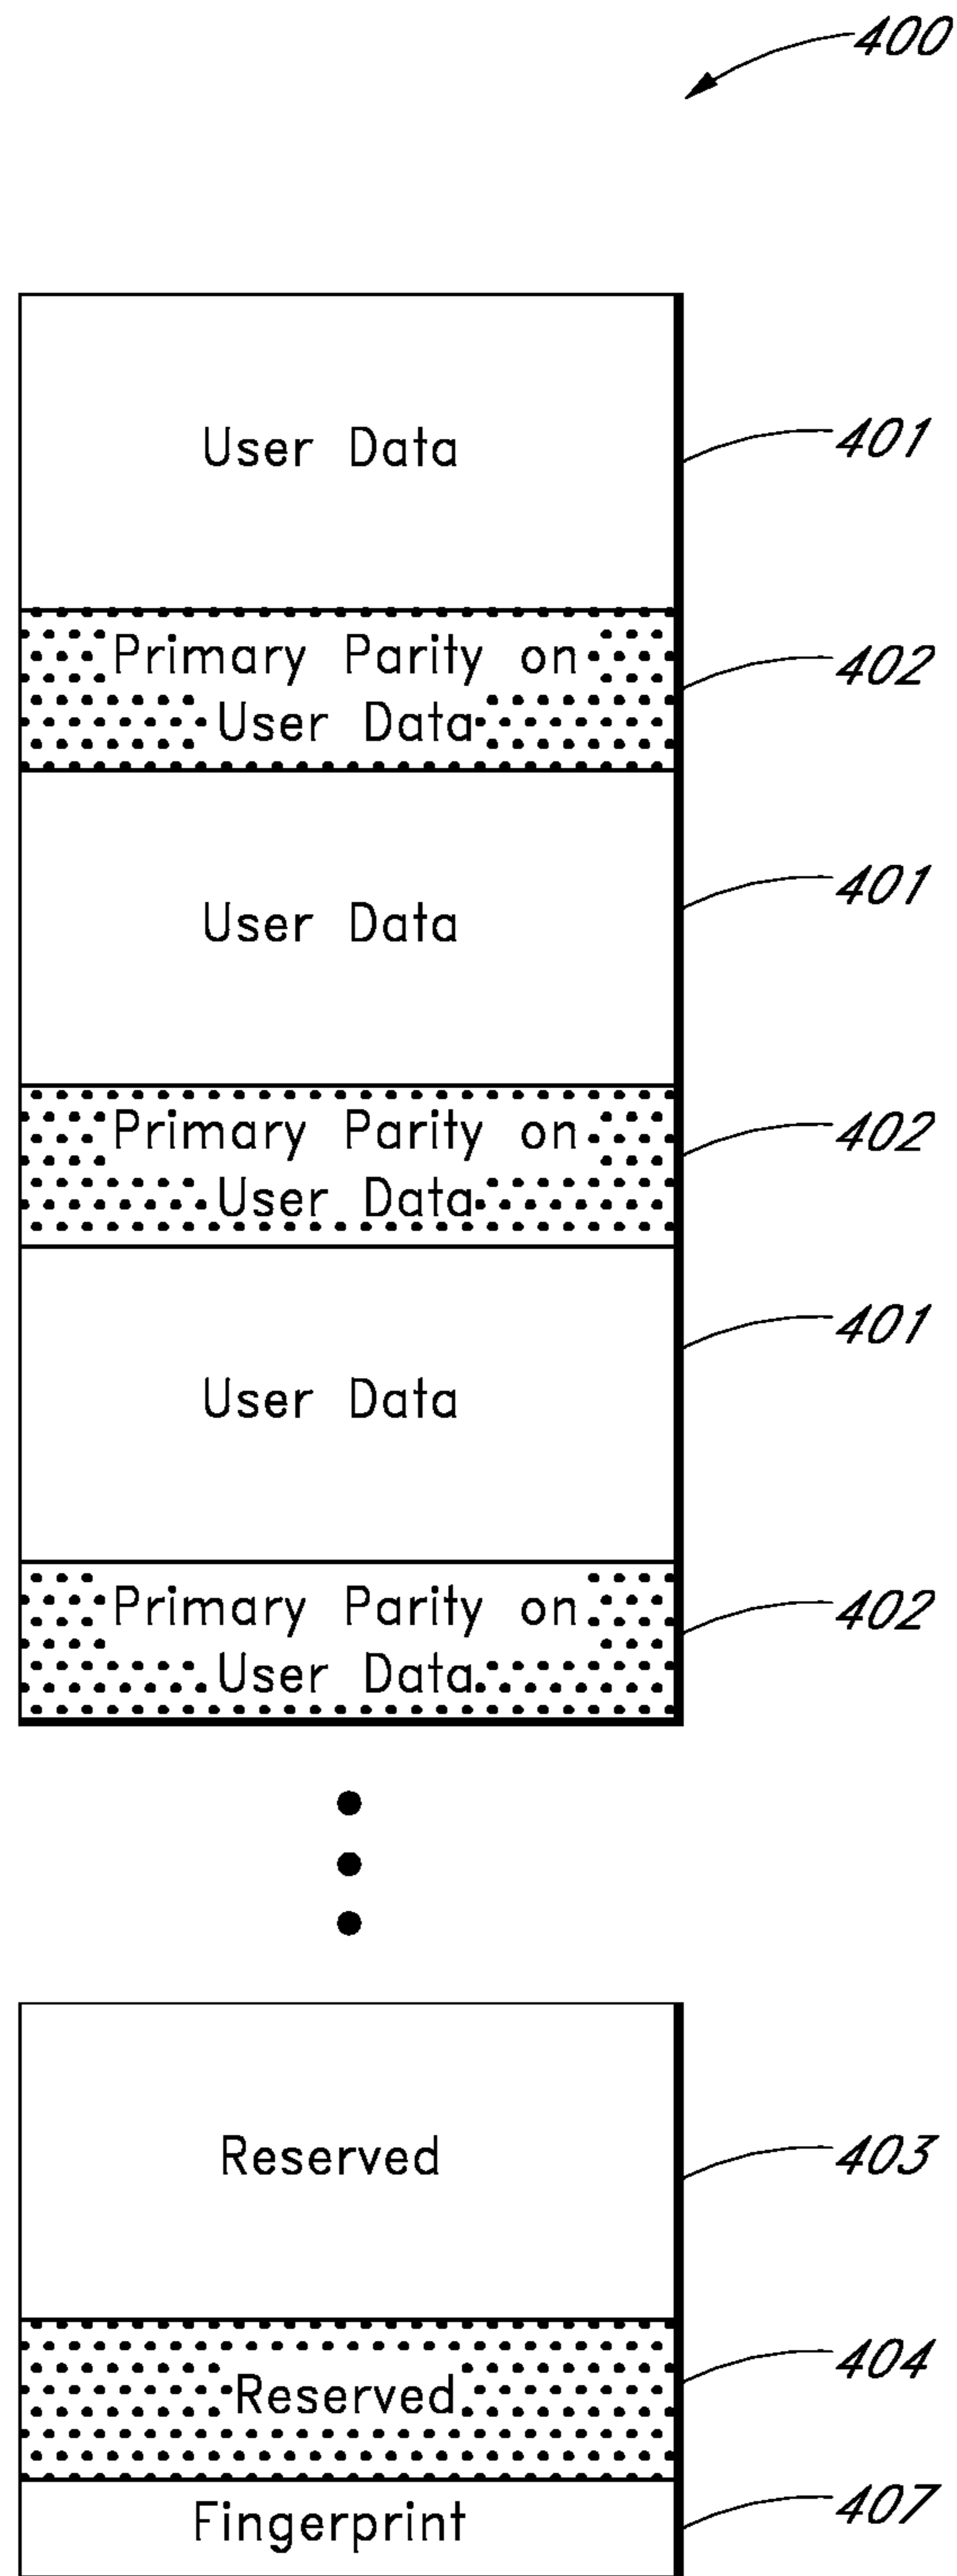 400
User Data
401
Primary Parity on
402
User Data
User Data
401
Primary Parity on
402
User Data
User Data
401
Primary Parity on
402
User Data
Reserved
403
Reserved
404
Fingerprint
407